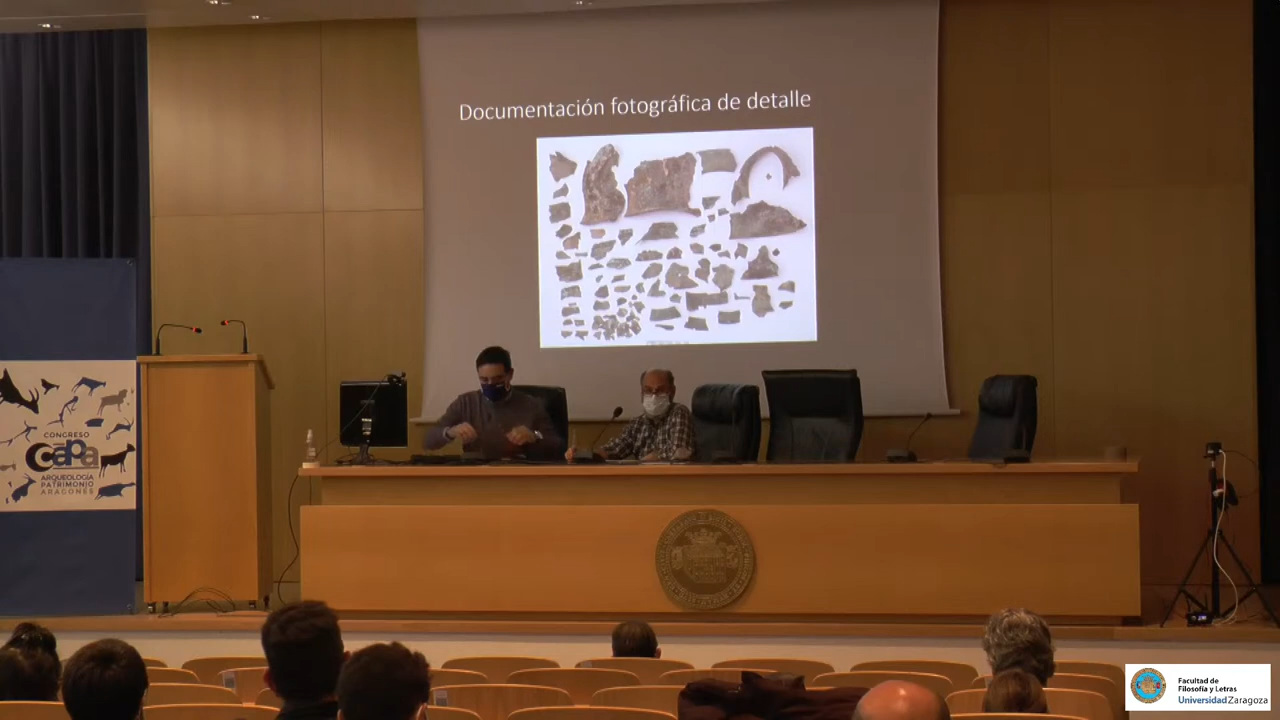 Documentación fotográfica de detalle
CONGRESO
CAPA
ARQUEOLOGÍA
PATRIMONIO
ARAGONÉS
Facultad de
Filosofía y Letras
Universidad Zaragoza